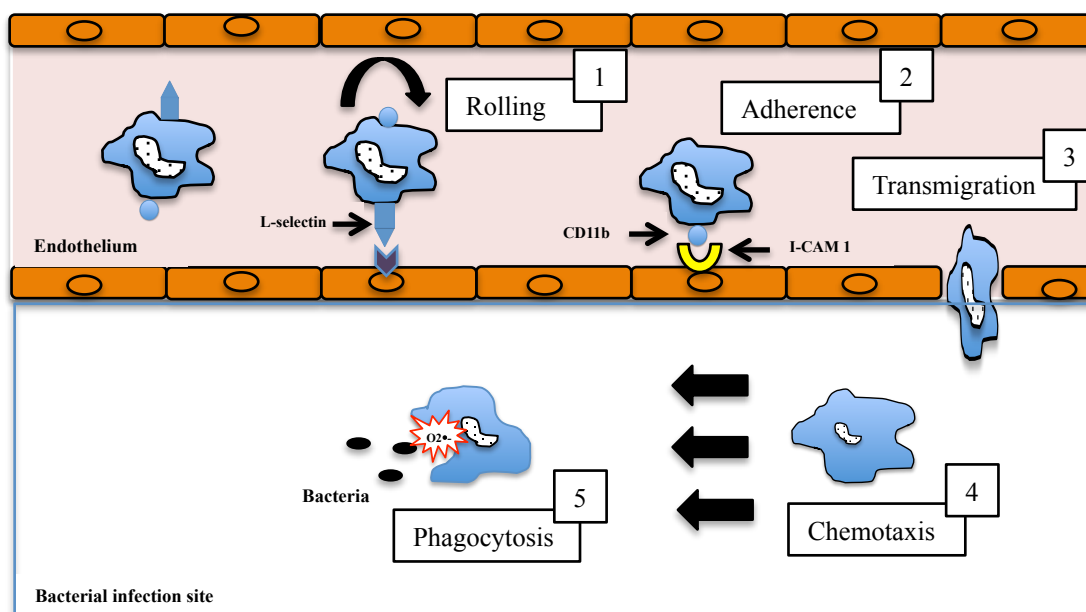 1
Rolling
2
Adherence
3
Transmigration
L-selectin
CD11b
I-CAM 1
Endothelium
O2•-
Bacteria
5
Phagocytosis
4
Chemotaxis
Bacterial infection site